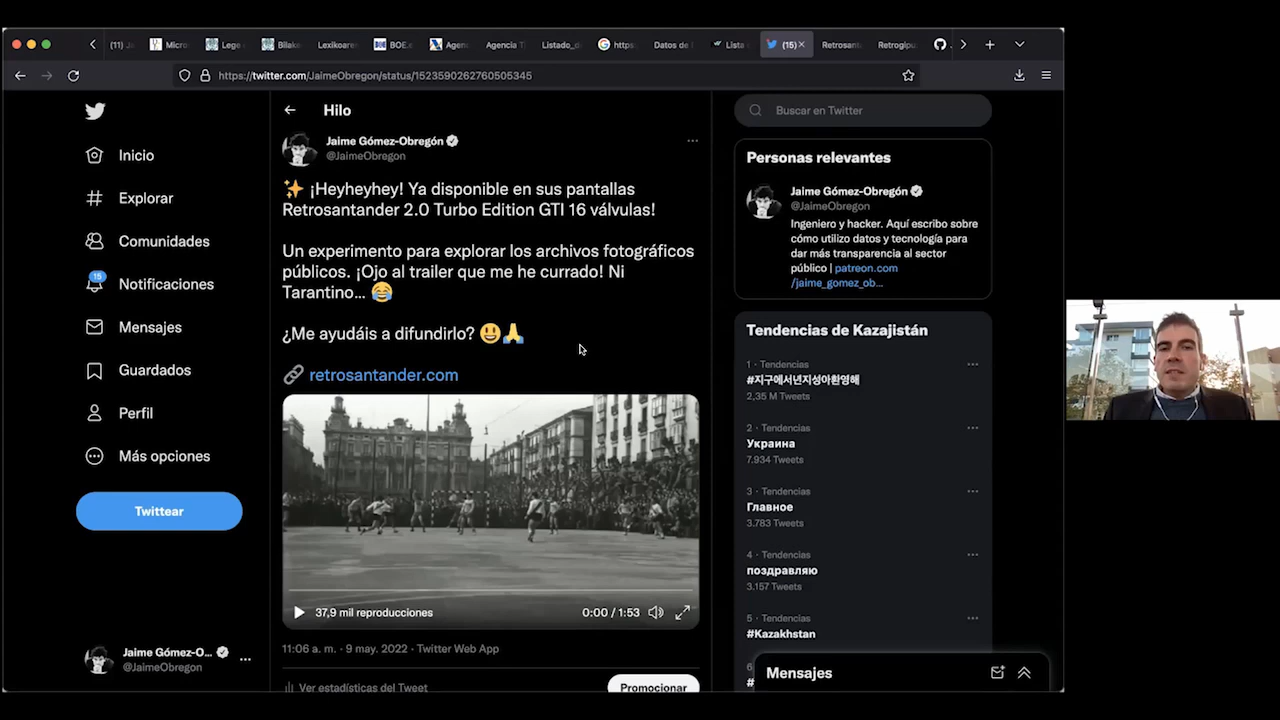 (11)
Micro
Lege
Bilak
Lexikoare
BOE.e
Agen
Agencia T
Listado_d
https
Datos de
Lista
(15)
Retrosan
Retrogipu
https://twitter.com/JaimeObregon/status/1523590262760505345
Inicio
Explorar
Comunidades
15
Notificaciones
Mensajes
Guardados
Perfil
Más opciones
Twittear
Jaime Gómez-O...
@JaimeObregon
Hilo
Jaime Gómez-Obregón
@JaimeObregon
✨ ¡Heyheyhey! Ya disponible en sus pantallas
Retrosantander 2.0 Turbo Edition GTI 16 válvulas!
Un experimento para explorar los archivos fotográficos
públicos. ¡Ojo al trailer que me he currado! Ni
Tarantino... 😂
¿Me ayudáis a difundirlo? 😃🙏
🔗 retrosantander.com
37,9 mil reproducciones
0:00 / 1:53
11:06 a. m. · 9 may. 2022 · Twitter Web App
Ver estadísticas del Tweet
Promocionar
Buscar en Twitter
Personas relevantes
Jaime Gómez-Obregón
@JaimeObregon
Ingeniero y hacker. Aquí escribo sobre
cómo utilizo datos y tecnología para
dar más transparencia al sector
público | patreon.com
/jaime_gomez_ob...
Tendencias de Kazajistán
1 · Tendencias
#지구에서년지성아환영해
2,35 M Tweets
2 · Tendencias
Украина
7.934 Tweets
3 · Tendencias
Главное
3.783 Tweets
4 · Tendencias
поздравляю
3.157 Tweets
5 · Tendencias
#Kazakhstan
6
#
Mensajes